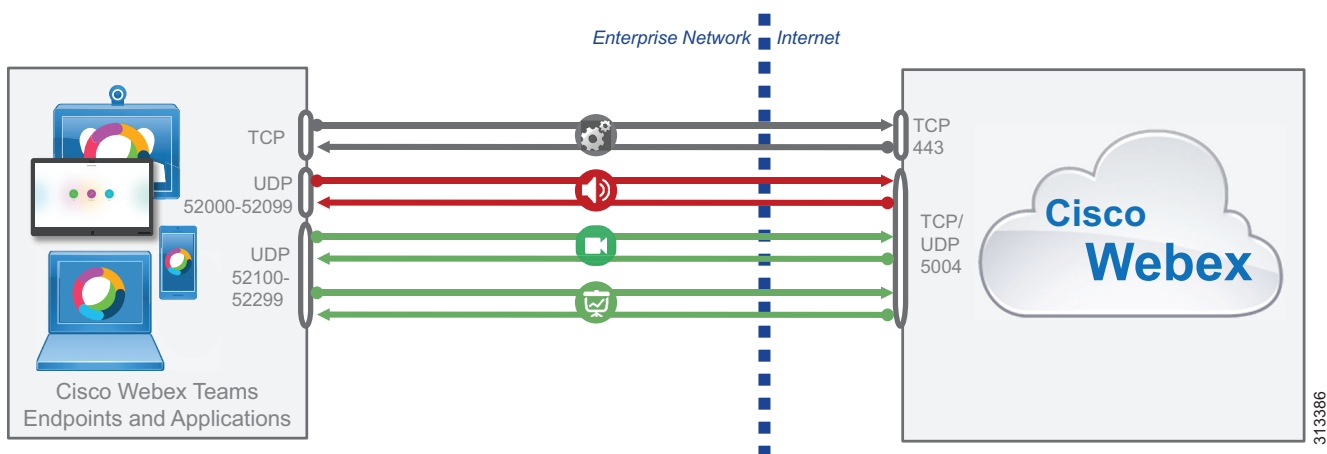 Enterprise Network
Internet
TCP
UDP
52000-52099
UDP
52100-
52299
TCP
443
TCP/
UDP
5004
Cisco
Webex
Cisco Webex Teams
Endpoints and Applications
313386